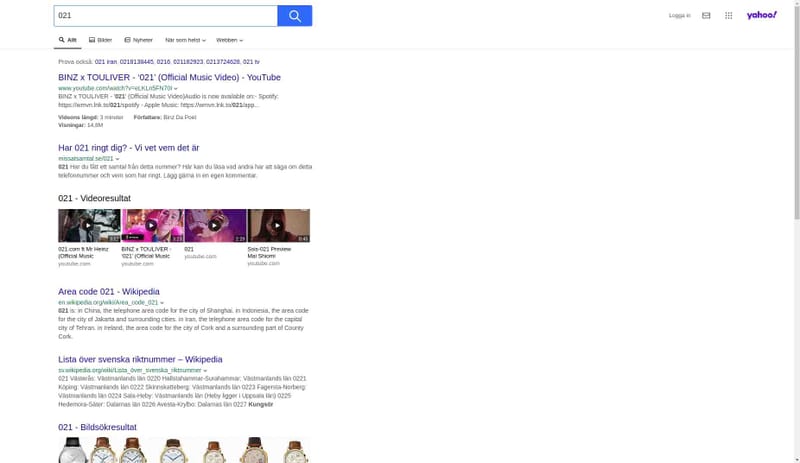 021
Logga in
yahoo!
Allt
Bilder
Nyheter
När som helst
Webben
Prova också: 021 iran, 0218138445, 0216, 021182923, 0213724628, 021 tv
BINZ x TOULIVER - '021' (Official Music Video) - YouTube
BINZ x TOULIVER - '021' (Official Music Video)Audio is now available on:- Spotify:
https://wmvn.lnk.to/021/spotify - Apple Music: https://wmvn.lnk.to/021/app...
Videons längd: 3 minuter Författare: Binz Da Poet
Visningar: 14,6M
Har 021 ringt dig? - Vi vet vem det är
missatsamtal.se/021
021 Har du fått ett samtal från detta nummer? Här kan du läsa vad andra har att säga om detta
telefonnummer och vem som har ringt. Lägg gärna in en egen kommentar.
021 - Videoresultat
3:23
2:29
0:45
021.com ft Mr Heinz
(Official Music
youtube.com
BINZ x TOULIVER -
'021' (Official Music
youtube.com
021
youtube.com
Sais-021 Preview
Mai Shiomi
youtube.com
Area code 021 - Wikipedia
en.wikipedia.org/wiki/Area_code_021
021 is: in China, the telephone area code for the city of Shanghai. in Indonesia, the area code
for the city of Jakarta and surrounding cities. in Iran, the telephone area code for the capital
city of Tehran. in Ireland, the area code for the city of Cork and a surrounding part of County
Cork.
Lista över svenska riktnummer – Wikipedia
sv.wikipedia.org/wiki/Lista_över_svenska_riktnummer
021 Västerås: Västmanlands län 0220 Hallstahammar-Surahammar: Västmanlands län 0221
Köping: Västmanlands län 0222 Skinnskatteberg: Västmanlands län 0223 Fagersta-Norberg:
Västmanlands län 0224 Sala-Heby: Västmanlands län (Heby ligger i Uppsala län) 0225
Hedemora-Säter: Dalarnas län 0226 Avesta-Krylbo: Dalarnas län 0227 Kungsör
021 - Bildsökresultat